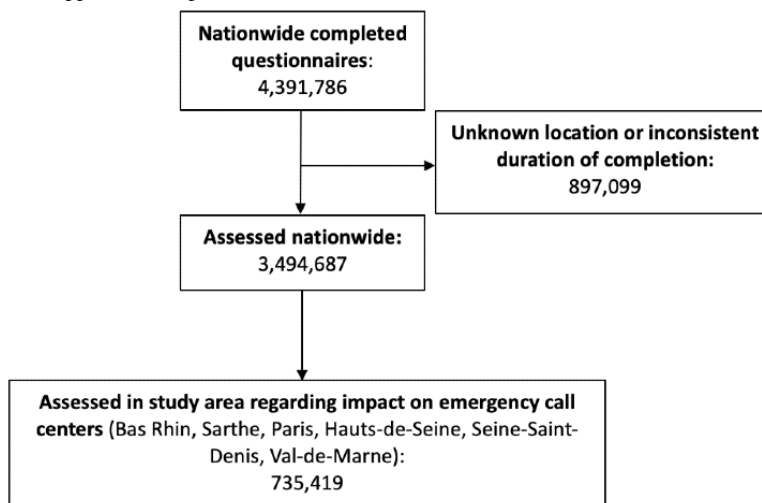 Nationwide completed
questionnaires:
4,391,786
Unknown location or inconsistent
duration of completion:
897,099
Assessed nationwide:
3,494,687
Assessed in study area regarding impact on emergency call
centers (Bas Rhin, Sarthe, Paris, Hauts-de-Seine, Seine-Saint-
Denis, Val-de-Marne):
735,419